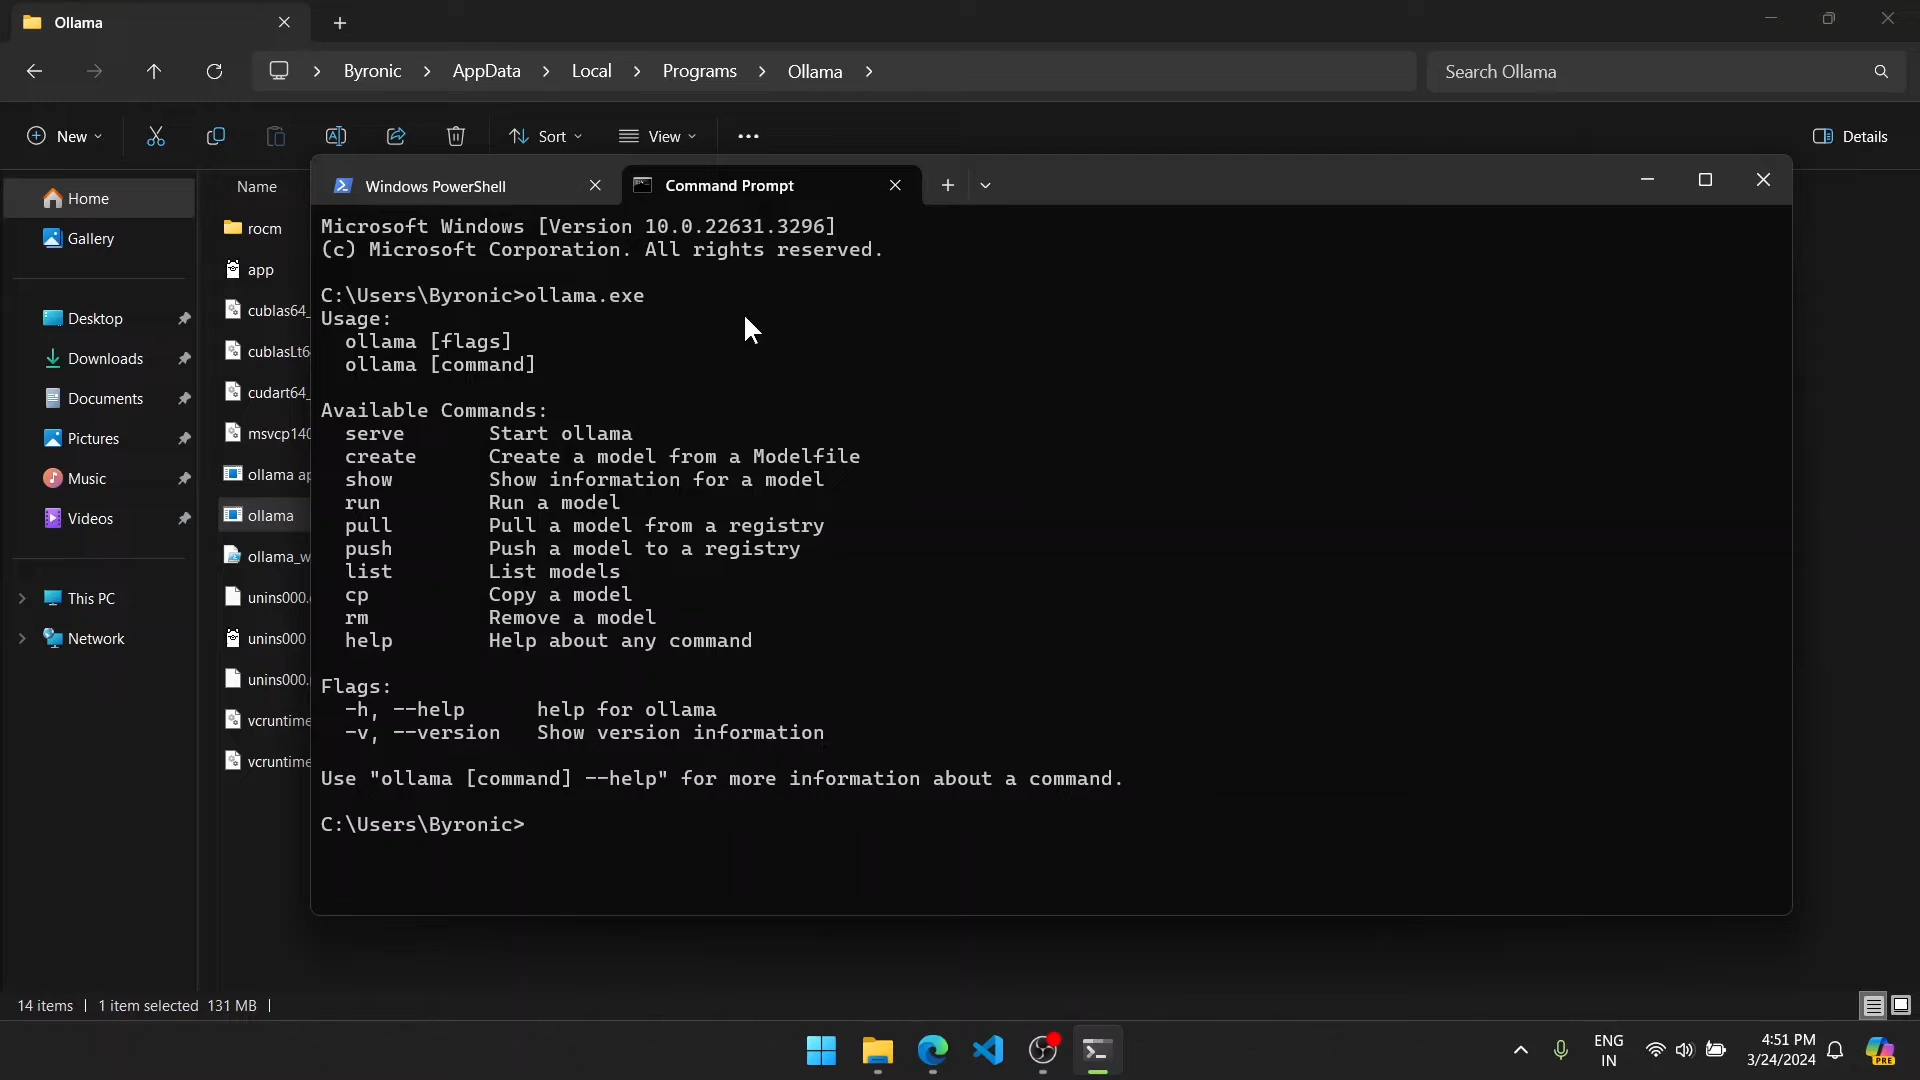 Ollama
Byronic > AppData > Local > Programs > Ollama >
Search Ollama
New
Sort
View
Details
Windows PowerShell
Command Prompt
Home
Gallery
Desktop
Downloads
Documents
Pictures
Music
Videos
This PC
Network
Name
rocm
app
cublas64_
cublasLt6
cudart64_
msvcp140
ollama ap
ollama
ollama_w
unins000.
unins000
unins000.
vcruntime
vcruntime
Microsoft Windows [Version 10.0.22631.3296]
(c) Microsoft Corporation. All rights reserved.
C:\Users\Byronic>ollama.exe
Usage:
ollama [flags]
ollama [command]
Available Commands:
serve Start ollama
create Create a model from a Modelfile
show Show information for a model
run Run a model
pull Pull a model from a registry
push Push a model to a registry
list List models
cp Copy a model
rm Remove a model
help Help about any command
Flags:
-h, --help help for ollama
-v, --version Show version information
Use "ollama [command] --help" for more information about a command.
C:\Users\Byronic>
14 items | 1 item selected 131 MB |
ENG
IN
4:51 PM
3/24/2024
PRE